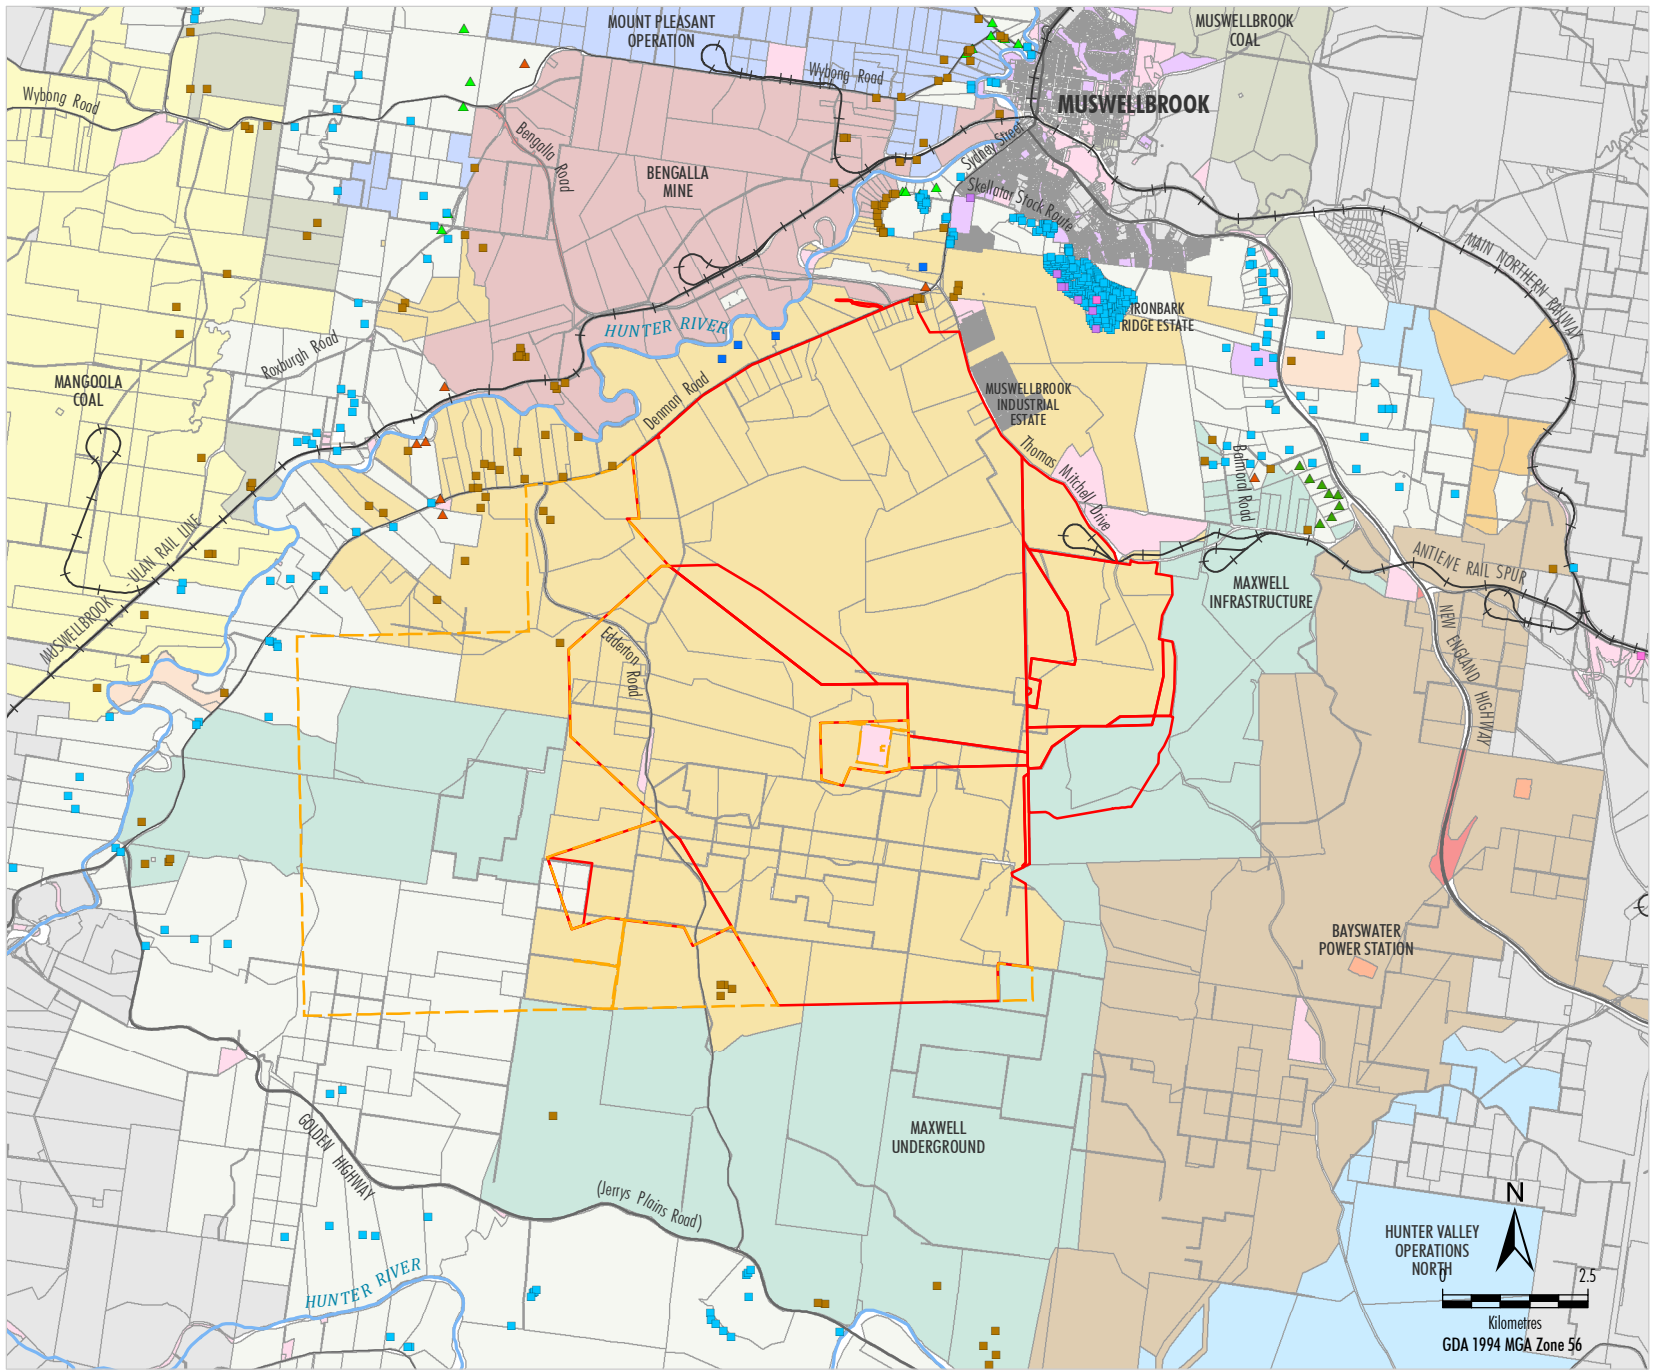 MOUNT PLEASANT
OPERATION
MUSWELLBROOK
COAL
Wybong Road
Wybong Road
MUSWELLBROOK
Bengalla Road
Sydney Street
BENGALLA
MINE
Skellatar Stock Route
MAIN NORTHERN RAILWAY
HUNTER RIVER
IRONBARK
RIDGE ESTATE
Roxburgh Road
MANGOOLA
COAL
Denman Road
MUSWELLBROOK
INDUSTRIAL
ESTATE
Thomas Mitchell Drive
Balmoral Road
MUSWELLBROOK - ULAN RAIL LINE
ANTIENE RAIL SPUR
MAXWELL
INFRASTRUCTURE
NEW ENGLAND HIGHWAY
Edderton
Road
BAYSWATER
POWER STATION
GOLDEN HIGHWAY
MAXWELL
UNDERGROUND
(Jerrys Plains Road)
N
HUNTER VALLEY
OPERATIONS
NORTH
HUNTER RIVER
0 2.5
Kilometres
GDA 1994 MGA Zone 56